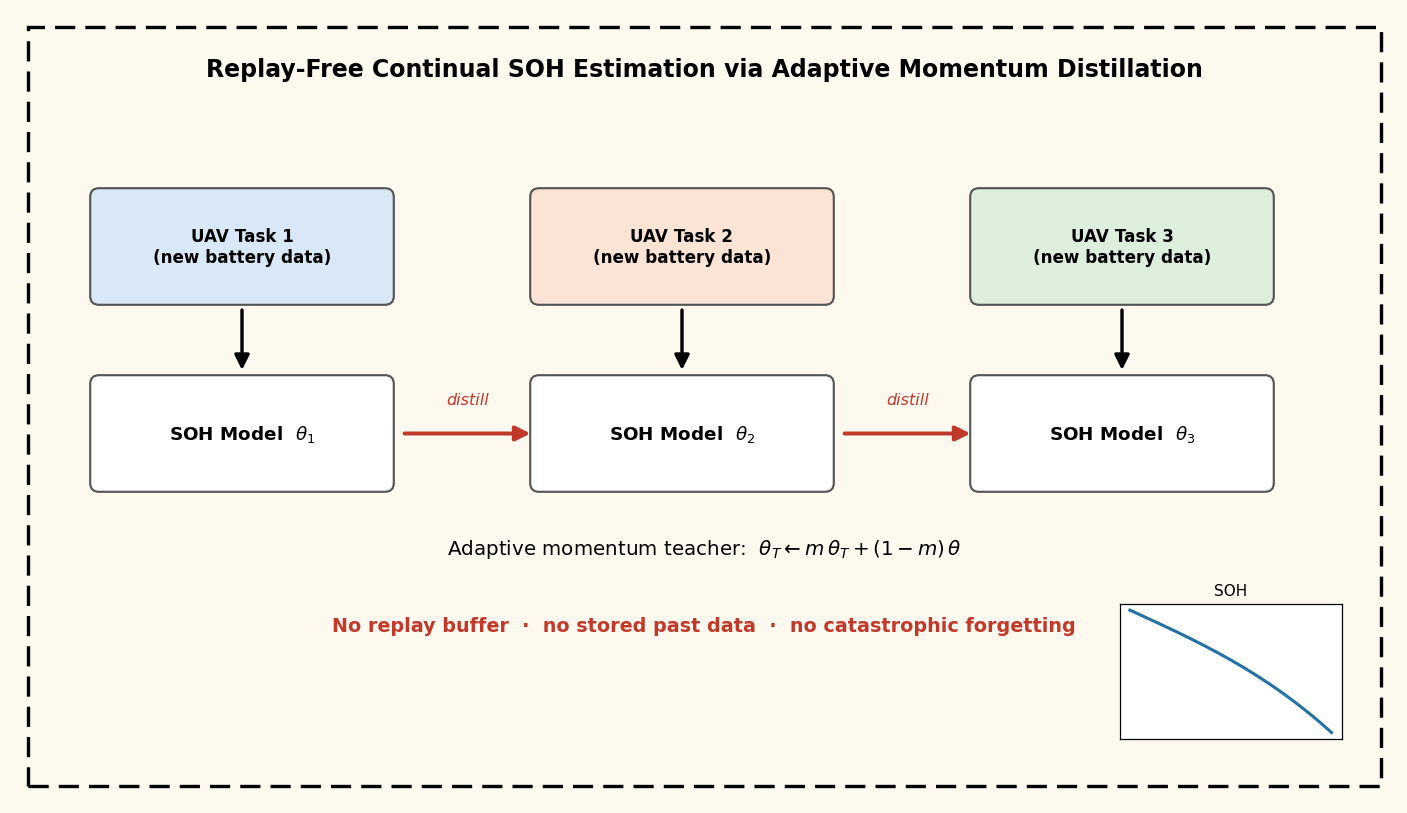 Replay-Free Continual SOH Estimation via Adaptive Momentum Distillation
UAV Task 1
(new battery data)
UAV Task 2
(new battery data)
UAV Task 3
(new battery data)
SOH Model θ₁
distill
SOH Model θ₂
distill
SOH Model θ₃
Adaptive momentum teacher: θ_T ← m θ_T + (1 − m) θ
SOH
No replay buffer · no stored past data · no catastrophic forgetting